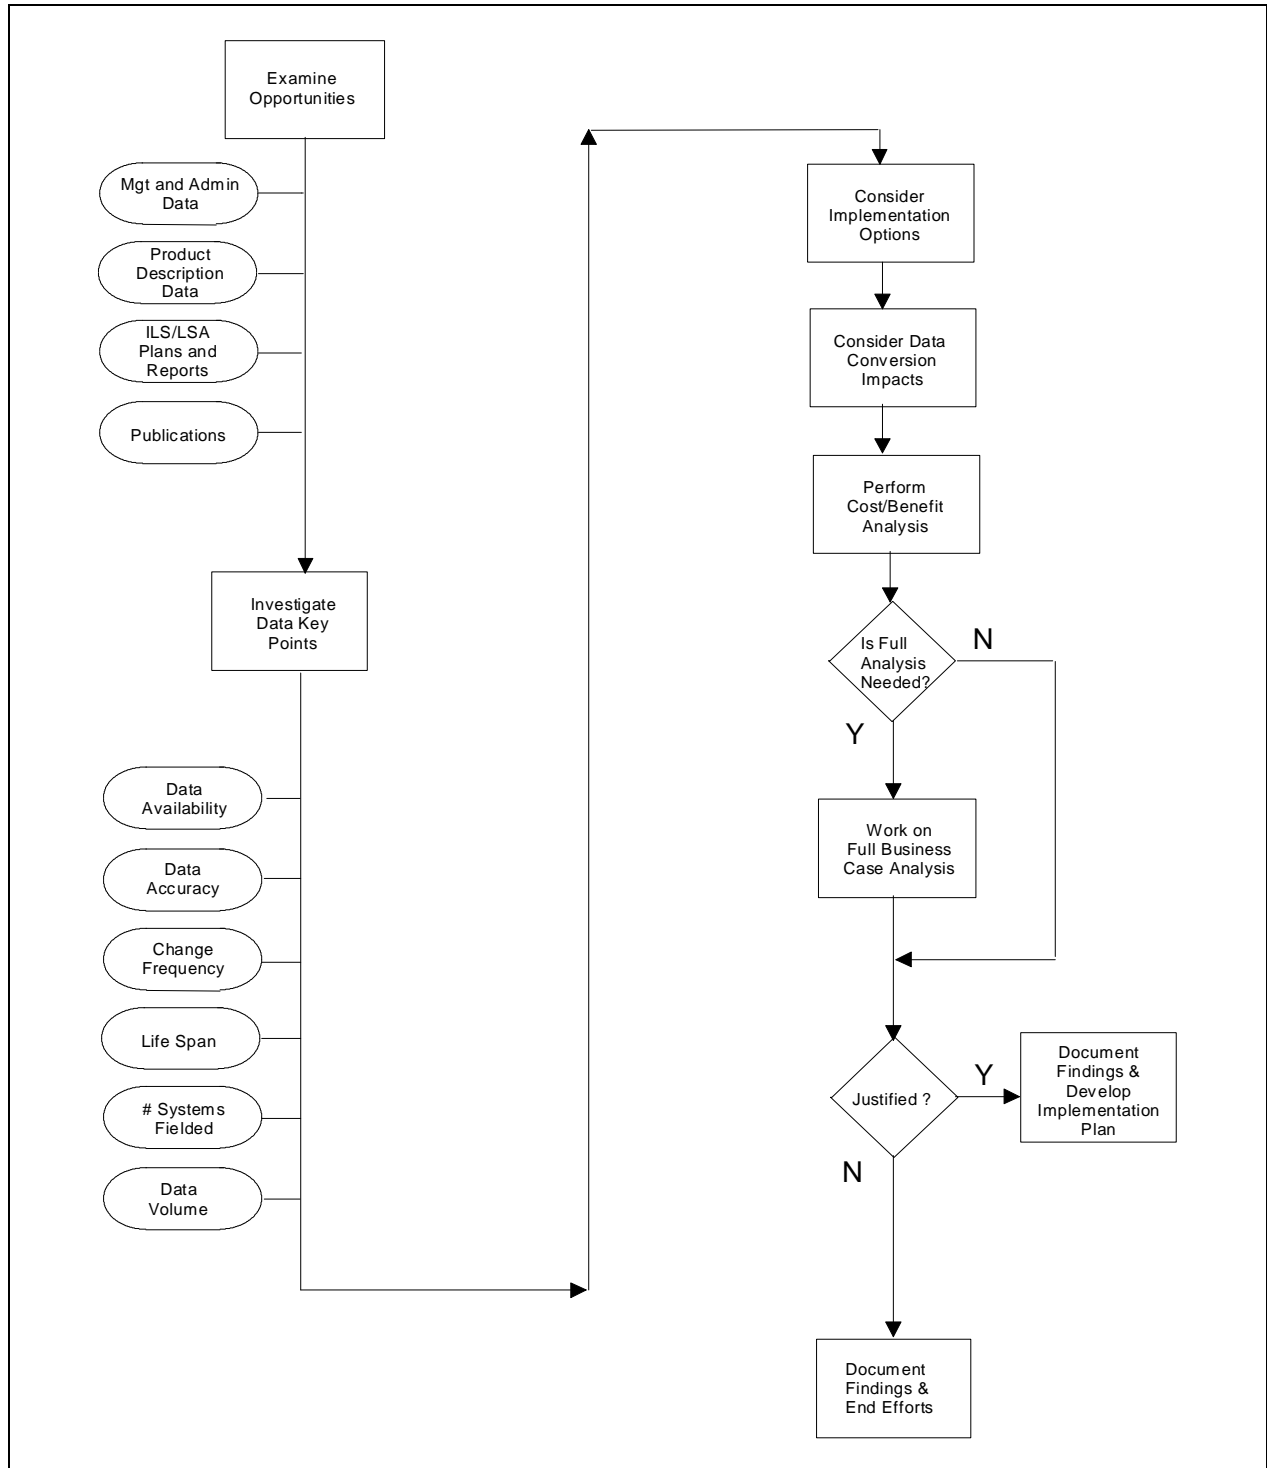 Examine
Opportunities
Mgt and Admin
Data
Product
Description
Data
ILS/LSA
Plans and
Reports
Publications
Investigate
Data Key
Points
Data
Availability
Data
Accuracy
Change
Frequency
Life Span
# Systems
Fielded
Data
Volume
Consider
Implementation
Options
Consider Data
Conversion
Impacts
Perform
Cost/Benefit
Analysis
Is Full
Analysis
Needed?
N
Y
Work on
Full Business
Case Analysis
Justified ?
Y
Document
Findings &
Develop
Implementation
Plan
N
Document
Findings &
End Efforts